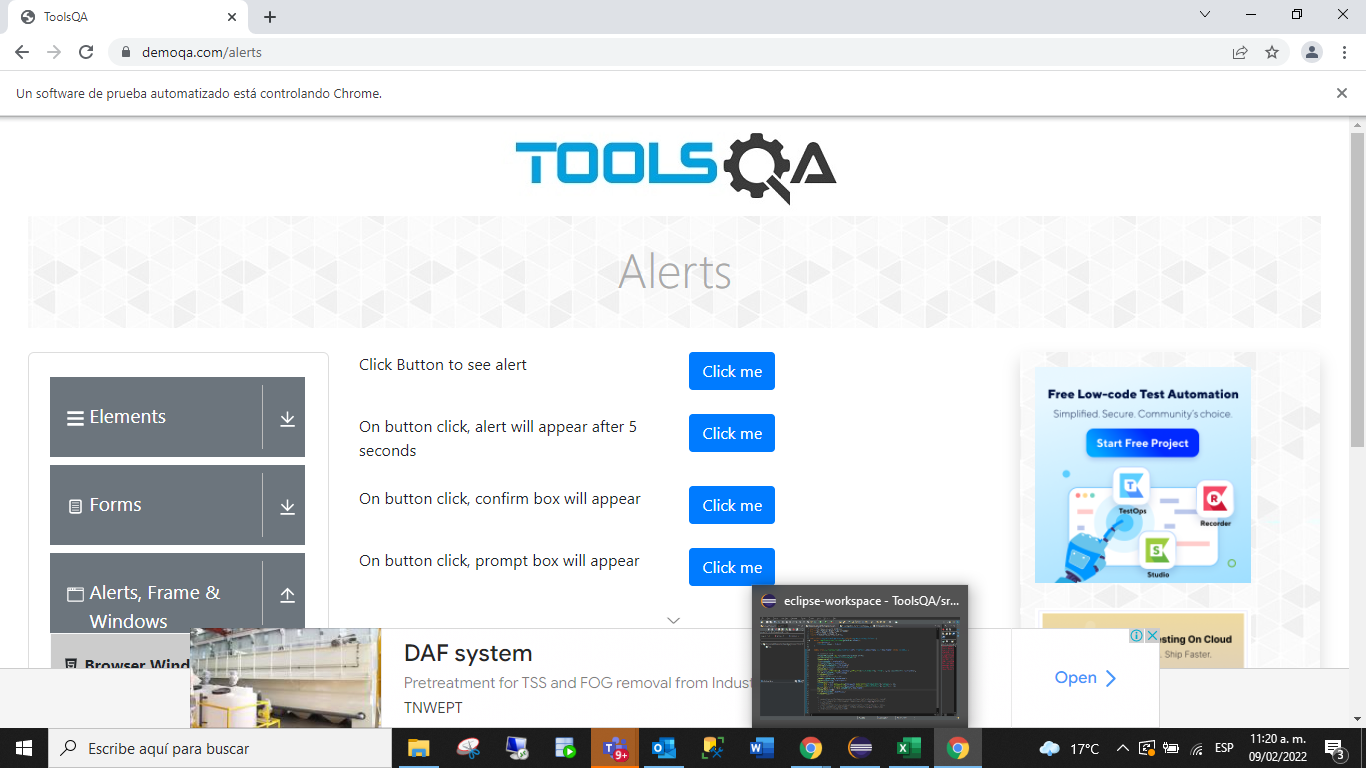 ToolsQA
demoqa.com/alerts
Un software de prueba automatizado está controlando Chrome.
TOOLSQA
Alerts
Elements
Forms
Alerts, Frame &
Windows
Browser Wind
Click Button to see alert
Click me
On button click, alert will appear after 5
seconds
Click me
On button click, confirm box will appear
Click me
On button click, prompt box will appear
Click me
Free Low-code Test Automation
Simplified. Secure. Community's choice.
Start Free Project
TestOps
Recorder
Studio
esting On Cloud
. Ship Faster.
eclipse-workspace - ToolsQA/sr...
DAF system
Pretreatment for TSS and FOG removal from Indust
TNWEPT
Open
Escribe aquí para buscar
9+
17°C
ESP
11:20 a. m.
09/02/2022
3